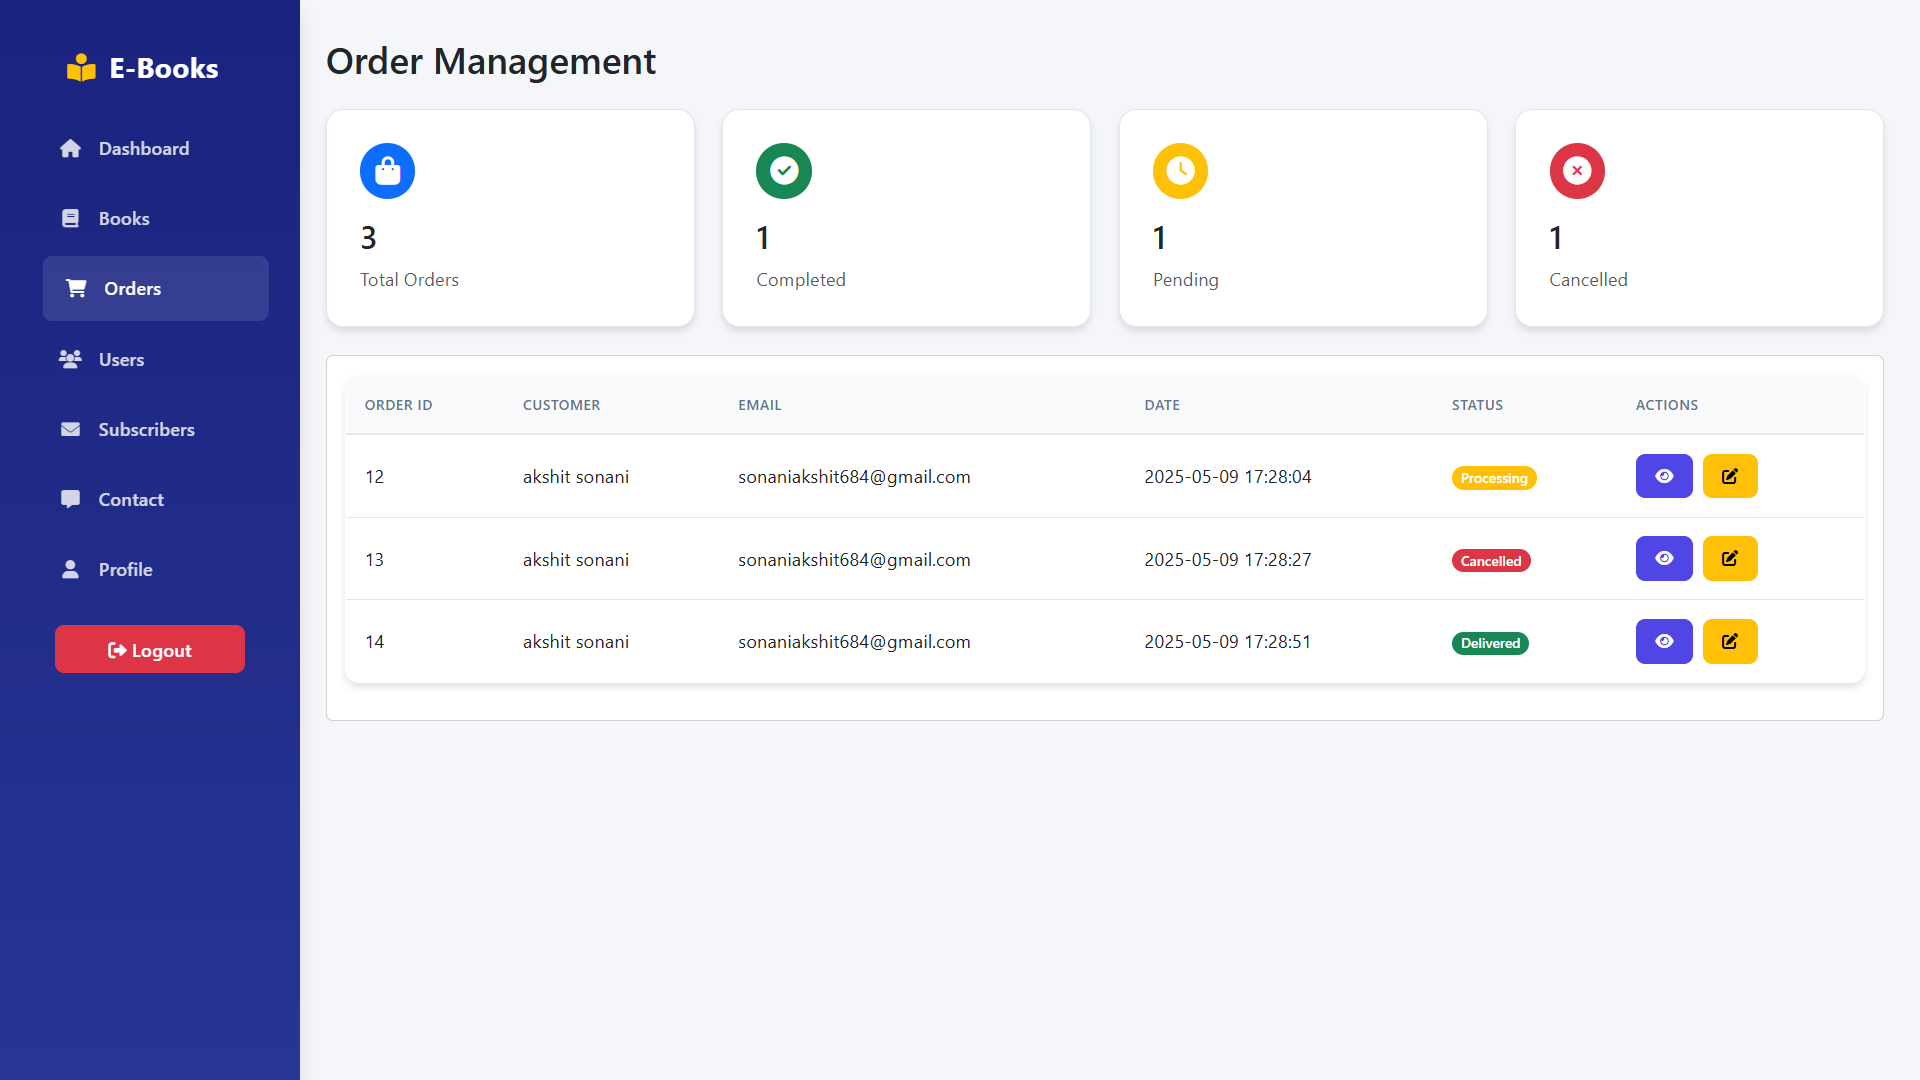 E-Books
Dashboard
Books
Orders
Users
Subscribers
Contact
Profile
Logout
Order Management
3
Total Orders
1
Completed
1
Pending
1
Cancelled
ORDER ID CUSTOMER EMAIL DATE STATUS ACTIONS
12 akshit sonani sonaniakshit684@gmail.com 2025-05-09 17:28:04 Processing
13 akshit sonani sonaniakshit684@gmail.com 2025-05-09 17:28:27 Cancelled
14 akshit sonani sonaniakshit684@gmail.com 2025-05-09 17:28:51 Delivered